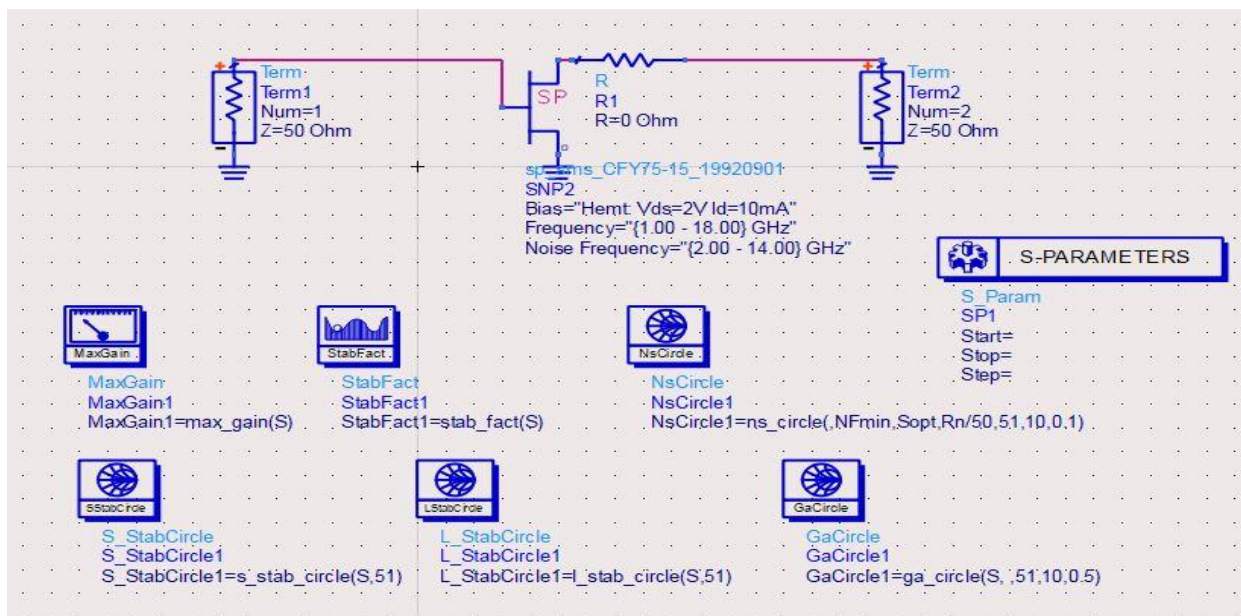 Term
Term1
Num=1
Z=50 Ohm
SP
R
R1
R=0 Ohm
Term
Term2
Num=2
Z=50 Ohm
CFY75-15_19920901
SNP2
Bias="Hemt: Vds=2V Id=10mA"
Frequency="{1.00 - 18.00} GHz"
Noise Frequency="{2.00 - 14.00} GHz"
S-PARAMETERS
S_Param
SP1
Start=
Stop=
Step=
MaxGain
MaxGain
MaxGain1
MaxGain1=max_gain(S)
StabFact
StabFact
StabFact1
StabFact1=stab_fact(S)
NsCircle
NsCircle
NsCircle1
NsCircle1=ns_circle(,NFmin,Sopt,Rn/50,51,10,0.1)
SStabCircle
S_StabCircle
S_StabCircle1
S_StabCircle1=s_stab_circle(S,51)
LStabCircle
L_StabCircle
L_StabCircle1
L_StabCircle1=l_stab_circle(S,51)
GaCircle
GaCircle
GaCircle1
GaCircle1=ga_circle(S, ,51,10,0.5)